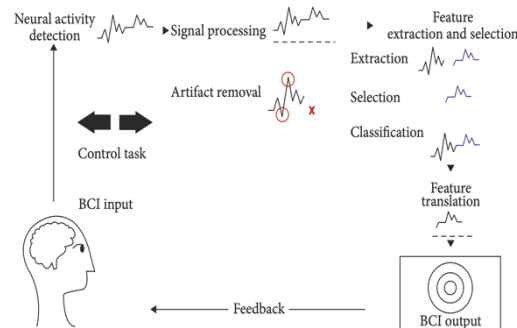 Neural activity
detection
Signal processing
Feature
extraction and selection
Extraction
Artifact removal
x
Selection
Classification
Control task
Feature
translation
BCI input
Feedback
BCI output